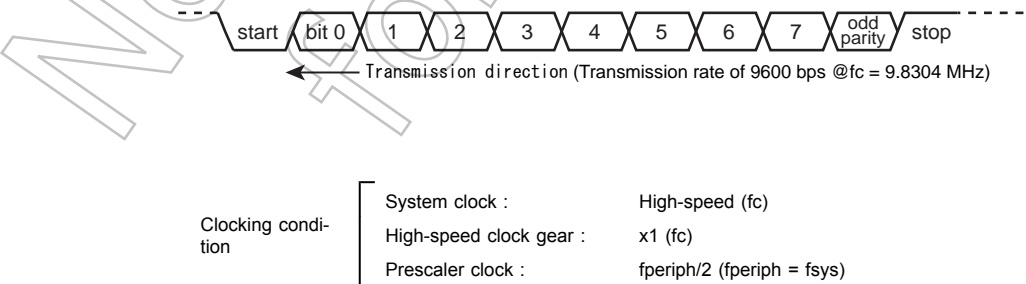 start bit 0 1 2 3 4 5 6 7 odd parity stop
Transmission direction (Transmission rate of 9600 bps @fc = 9.8304 MHz)
Clocking condi-
tion
System clock : High-speed (fc)
High-speed clock gear : x1 (fc)
Prescaler clock : fperiph/2 (fperiph = fsys)